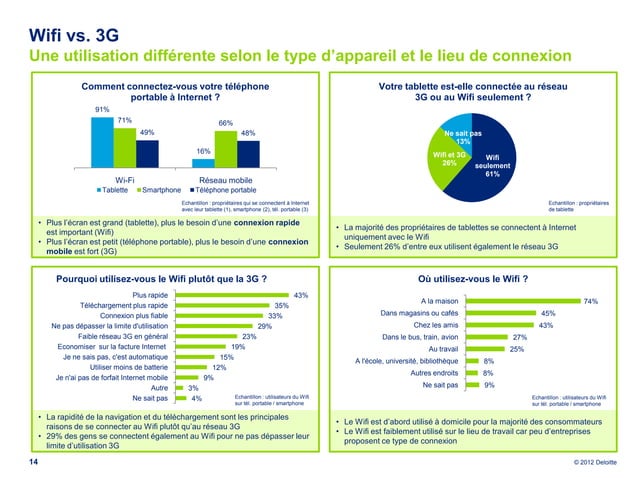 Wifi vs. 3G
Une utilisation différente selon le type d'appareil et le lieu de connexion
Comment connectez-vous votre téléphone
portable à Internet ?
91%
71%
49%
16%
66%
48%
Wi-Fi
Réseau mobile
Tablette
Smartphone
Téléphone portable
Echantillon : propriétaires qui se connectent à Internet
avec leur tablette (1), smartphone (2), tél. portable (3)
• Plus l'écran est grand (tablette), plus le besoin d'une connexion rapide
est important (Wifi)
• Plus l'écran est petit (téléphone portable), plus le besoin d'une connexion
mobile est fort (3G)
Votre tablette est-elle connectée au réseau
3G ou au Wifi seulement ?
Ne sait pas
13%
Wifi et 3G
26%
Wifi
seulement
61%
Echantillon : propriétaires
de tablette
• La majorité des propriétaires de tablettes se connectent à Internet
uniquement avec le Wifi
• Seulement 26% d'entre eux utilisent également le réseau 3G
Pourquoi utilisez-vous le Wifi plutôt que la 3G ?
Plus rapide 43%
Téléchargement plus rapide 35%
Connexion plus fiable 33%
Ne pas dépasser la limite d'utilisation 29%
Faible réseau 3G en général 23%
Economiser sur la facture Internet 19%
Je ne sais pas, c'est automatique 15%
Utiliser moins de batterie 12%
Je n'ai pas de forfait Internet mobile 9%
Autre 3%
Ne sait pas 4%
Echantillon : utilisateurs du Wifi
sur tél. portable / smartphone
• La rapidité de la navigation et du téléchargement sont les principales
raisons de se connecter au Wifi plutôt qu'au réseau 3G
• 29% des gens se connectent également au Wifi pour ne pas dépasser leur
limite d'utilisation 3G
Où utilisez-vous le Wifi ?
A la maison 74%
Dans magasins ou cafés 45%
Chez les amis 43%
Dans le bus, train, avion 27%
Au travail 25%
A l'école, université, bibliothèque 8%
Autres endroits 8%
Ne sait pas 9%
Echantillon : utilisateurs du Wifi
sur tél. portable / smartphone
• Le Wifi est d'abord utilisé à domicile pour la majorité des consommateurs
• Le Wifi est faiblement utilisé sur le lieu de travail car peu d'entreprises
proposent ce type de connexion
14
© 2012 Deloitte